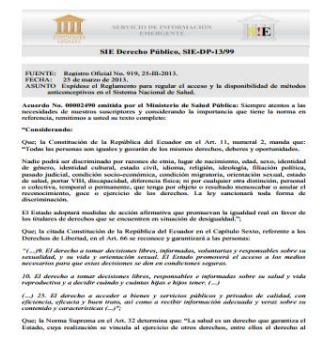 SERVICIO DE INFORMACIÓN
EMERGENTE
SIE Derecho Público, SIE-DP-13/99
FUENTE: Registro Oficial No. 919, 25-III-2013.
FECHA: 25 de marzo de 2013.
ASUNTO Expídese el Reglamento para regular el acceso y la disponibilidad de métodos
anticonceptivos en el Sistema Nacional de Salud.
Acuerdo No. 00002490 emitida por el Ministerio de Salud Pública: Siempre atentos a las
necesidades de nuestros suscriptores y considerando la importancia que tiene la norma en
referencia, remitimos a usted su texto completo:
"Considerando:
Que; la Constitución de la República del Ecuador en el Art. 11, numeral 2, manda que:
"Todas las personas son iguales y gozarán de los mismos derechos, deberes y oportunidades.
Nadie podrá ser discriminado por razones de etnia, lugar de nacimiento, edad, sexo, identidad
de género, identidad cultural, estado civil, idioma, religión, ideología, filiación política,
pasado judicial, condición socio-económica, condición migratoria, orientación sexual, estado
de salud, portar VIH, discapacidad, diferencia física; ni por cualquier otra distinción, personal
o colectiva, temporal o permanente, que tenga por objeto o resultado menoscabar o anular el
reconocimiento, goce o ejercicio de los derechos. La ley sancionará toda forma de
discriminación.
El Estado adoptará medidas de acción afirmativa que promuevan la igualdad real en favor de
los titulares de derechos que se encuentren en situación de desigualdad.";
Que; la citada Constitución de la República del Ecuador en el Capítulo Sexto, referente a los
Derechos de Libertad, en el Art. 66 se reconoce y garantizará a las personas:
"(...)9. El derecho a tomar decisiones libres, informadas, voluntarias y responsables sobre su
sexualidad, y su vida y orientación sexual. El Estado promoverá el acceso a los medios
necesarios para que estas decisiones se den en condiciones seguras.
10. El derecho a tomar decisiones libres, responsables e informadas sobre su salud y vida
reproductiva y a decidir cuándo y cuántas hijas e hijos tener. (...)
(...) 25. El derecho a acceder a bienes y servicios públicos y privados de calidad, con
eficiencia, eficacia y buen trato, así como a recibir información adecuada y veraz sobre su
contenido y características (...)";
Que; la Norma Suprema en el Art. 32 determina que: "La salud es un derecho que garantiza el
Estado, cuya realización se vincula al ejercicio de otros derechos, entre ellos el derecho al